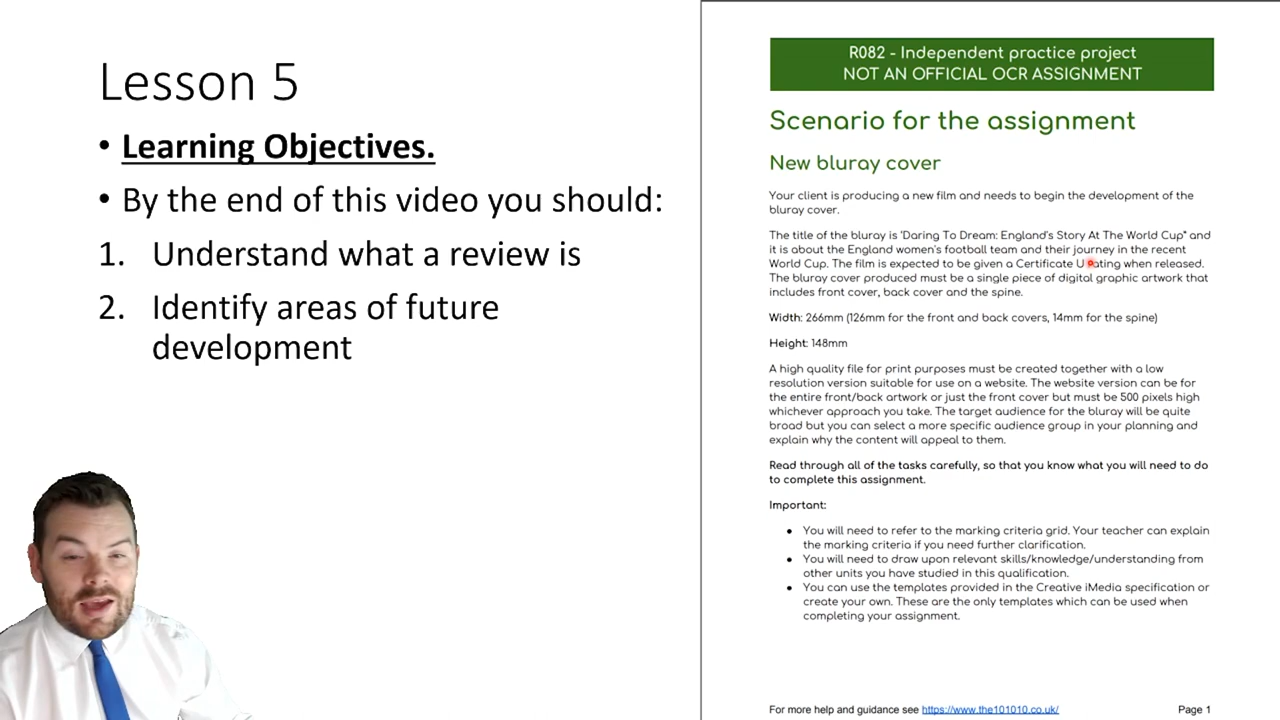 Lesson 5
• Learning Objectives.
• By the end of this video you should:
1. Understand what a review is
2. Identify areas of future
development
R082 - Independent practice project
NOT AN OFFICIAL OCR ASSIGNMENT
Scenario for the assignment
New bluray cover
Your client is producing a new film and needs to begin the development of the
bluray cover.
The title of the bluray is 'Daring To Dream: England's Story At The World Cup" and
it is about the England women's football team and their journey in the recent
World Cup. The film is expected to be given a Certificate U rating when released.
The bluray cover produced must be a single piece of digital graphic artwork that
includes front cover, back cover and the spine.
Width: 266mm (126mm for the front and back covers, 14mm for the spine)
Height: 148mm
A high quality file for print purposes must be created together with a low
resolution version suitable for use on a website. The website version can be for
the entire front/back artwork or just the front cover but must be 500 pixels high
whichever approach you take. The target audience for the bluray will be quite
broad but you can select a more specific audience group in your planning and
explain why the content will appeal to them.
Read through all of the tasks carefully, so that you know what you will need to do
to complete this assignment.
Important:
• You will need to refer to the marking criteria grid. Your teacher can explain
the marking criteria if you need further clarification.
• You will need to draw upon relevant skills/knowledge/understanding from
other units you have studied in this qualification.
• You can use the templates provided in the Creative iMedia specification or
create your own. These are the only templates which can be used when
completing your assignment.
For more help and guidance see https://www.the101010.co.uk/ Page 1